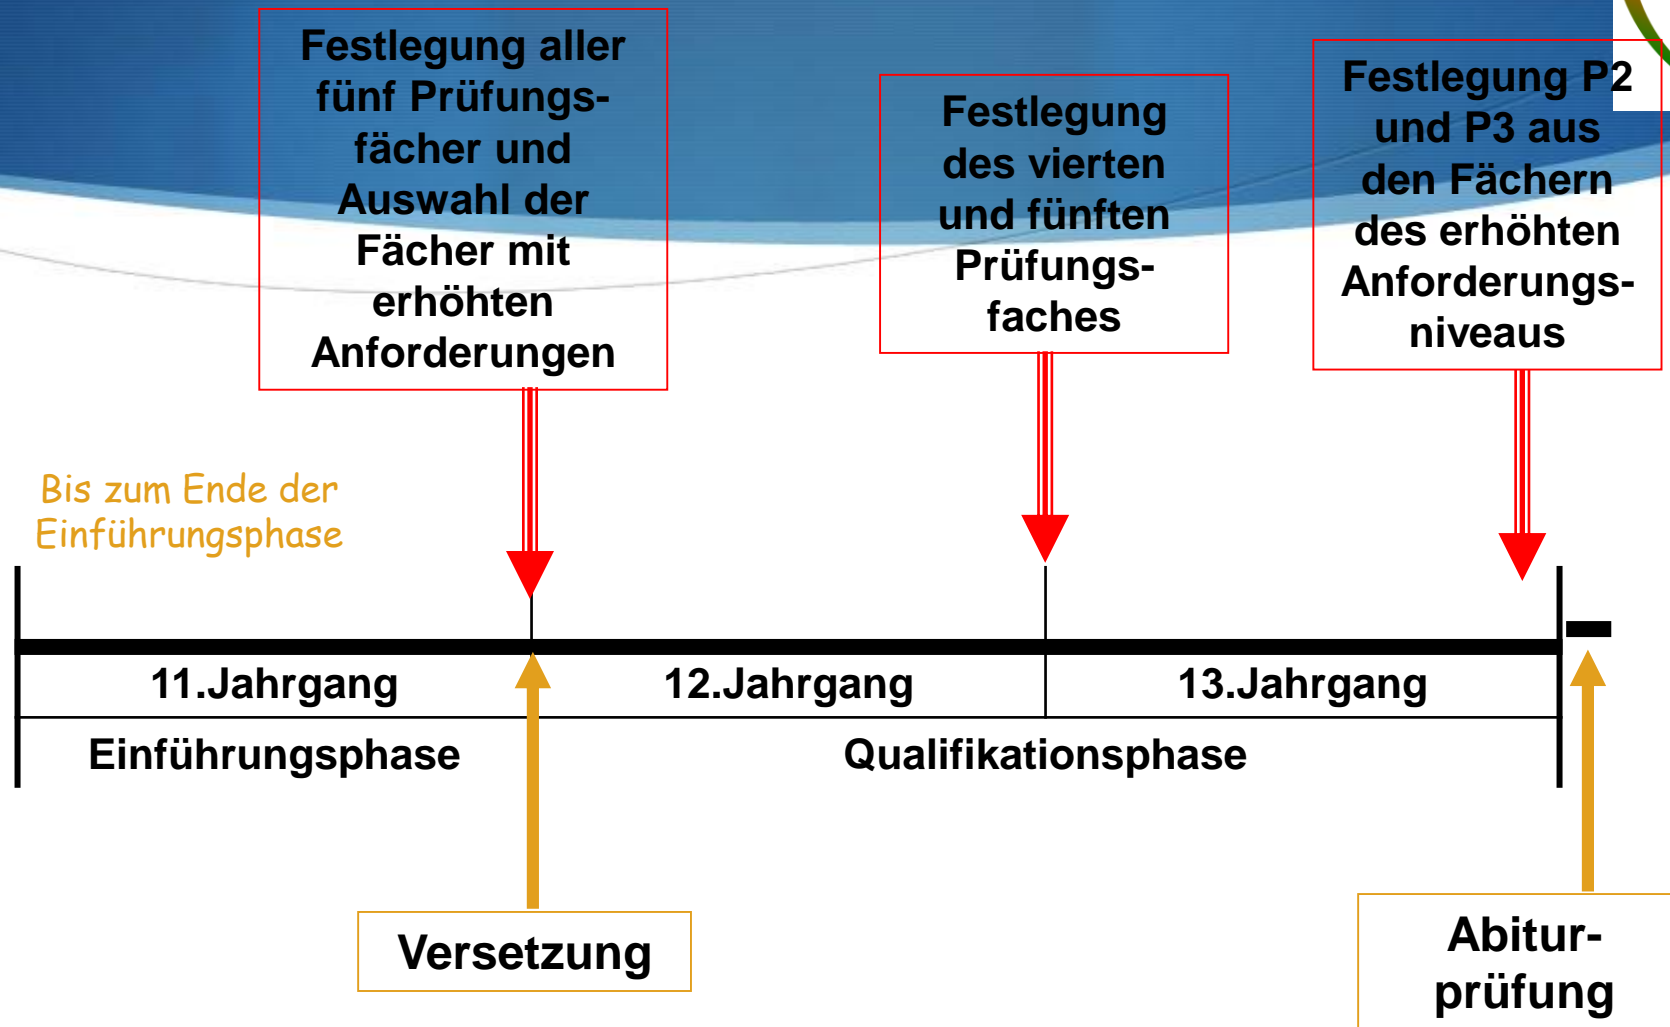 Festlegung aller
fünf Prüfungs-
fächer und
Auswahl der
Fächer mit
erhöhten
Anforderungen
Festlegung
des vierten
und fünften
Prüfungs-
faches
Festlegung P2
und P3 aus
den Fächern
des erhöhten
Anforderungs-
niveaus
Bis zum Ende der
Einführungsphase
11.Jahrgang
12.Jahrgang
13.Jahrgang
Einführungsphase
Qualifikationsphase
Versetzung
Abitur-
prüfung